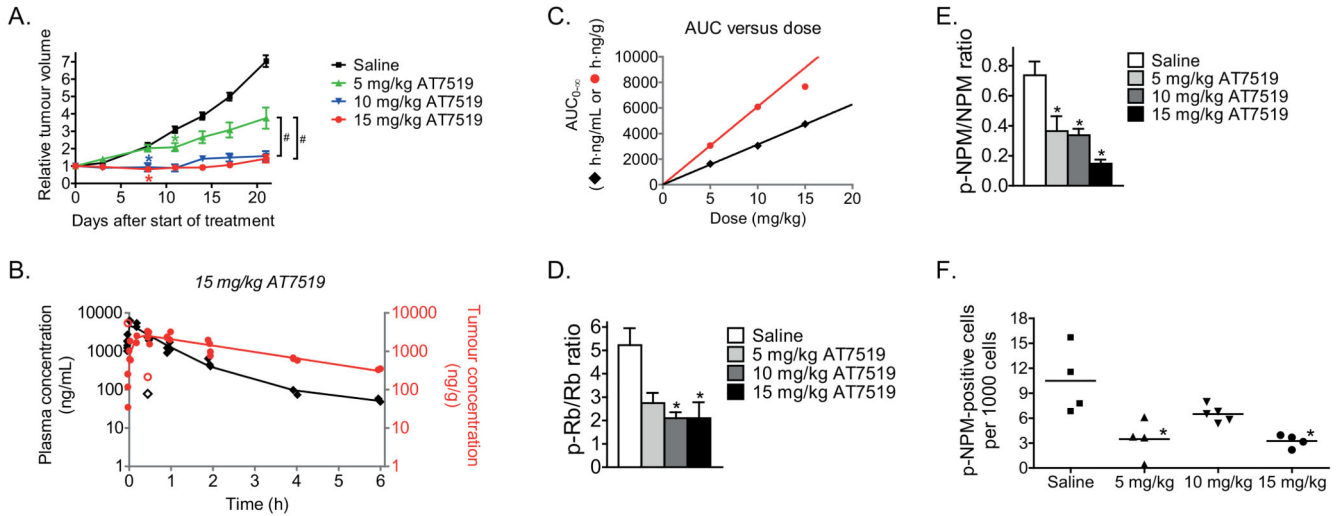 A.
Relative tumour volume
7
6
5
4
3
2
1
0
0 5 10 15 20
Days after start of treatment
Saline
5 mg/kg AT7519
10 mg/kg AT7519
15 mg/kg AT7519
*
*
*
#
#
B.
15 mg/kg AT7519
Plasma concentration
(ng/mL)
10000
1000
100
10
1
0 1 2 3 4 5 6
Time (h)
10000
1000
100
10
1
Tumour concentration
(ng/g)
C.
AUC versus dose
AUC0-∞
(◆ h·ng/mL or ● h·ng/g)
10000
8000
6000
4000
2000
0
0 5 10 15 20
Dose (mg/kg)
D.
p-Rb/Rb ratio
6
5
4
3
2
1
0
* *
Saline
5 mg/kg AT7519
10 mg/kg AT7519
15 mg/kg AT7519
E.
p-NPM/NPM ratio
0.8
0.6
0.4
0.2
0.0
* * *
Saline
5 mg/kg AT7519
10 mg/kg AT7519
15 mg/kg AT7519
F.
p-NPM-positive cells
per 1000 cells
18
15
12
9
6
3
0
* *
Saline 5 mg/kg 10 mg/kg 15 mg/kg